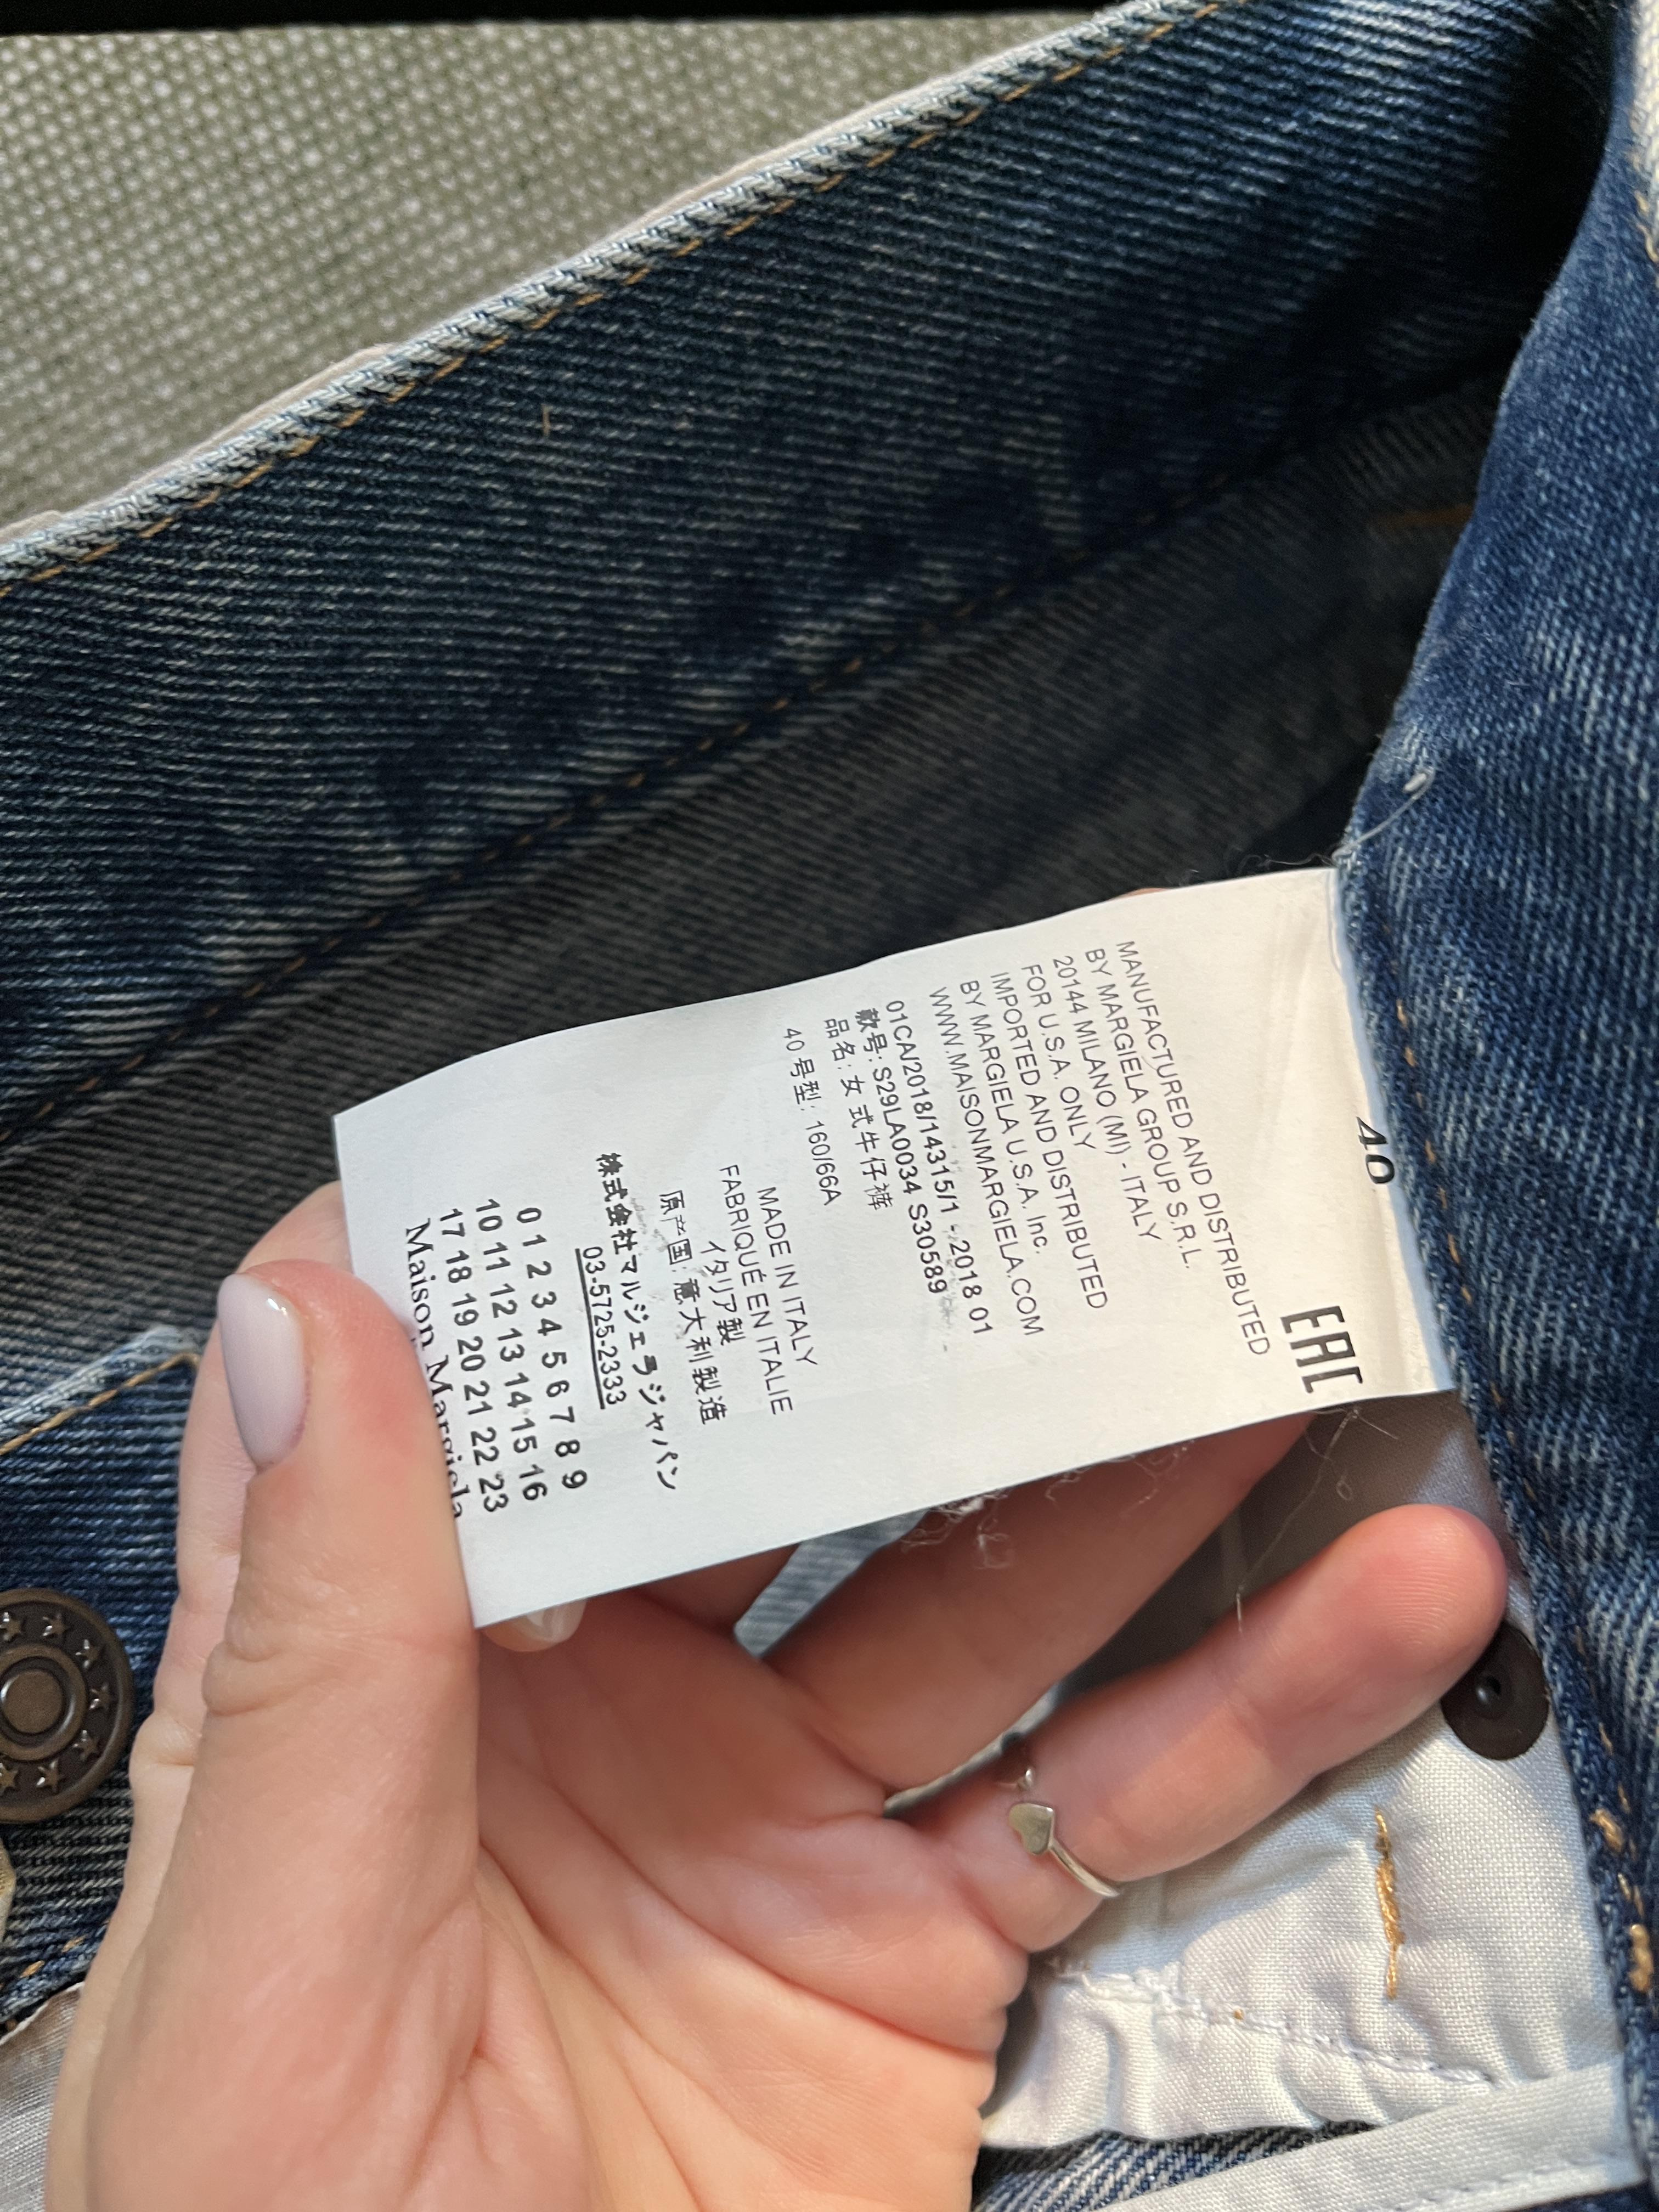 40
EAC
MANUFACTURED AND DISTRIBUTED
BY MARGIELA GROUP S.R.L.
20144 MILANO (MI) - ITALY
FOR U.S.A. ONLY
IMPORTED AND DISTRIBUTED
BY MARGIELA U.S.A. Inc.
WWW.MAISONMARGIELA.COM
01CA/2018/14315/1 - 2018 01
款号: S29LA0034 S30589
品名: 女 式牛仔裤
40 号型: 160/66A
MADE IN ITALY
FABRIQUÉ EN ITALIE
イタリア製
原产国: 意大利製造
株式会社マルジェラジャパン
03-5725-2333
0 1 2 3 4 5 6 7 8 9
10 11 12 13 14 15 16
17 18 19 20 21 22 23
Maison Margiela